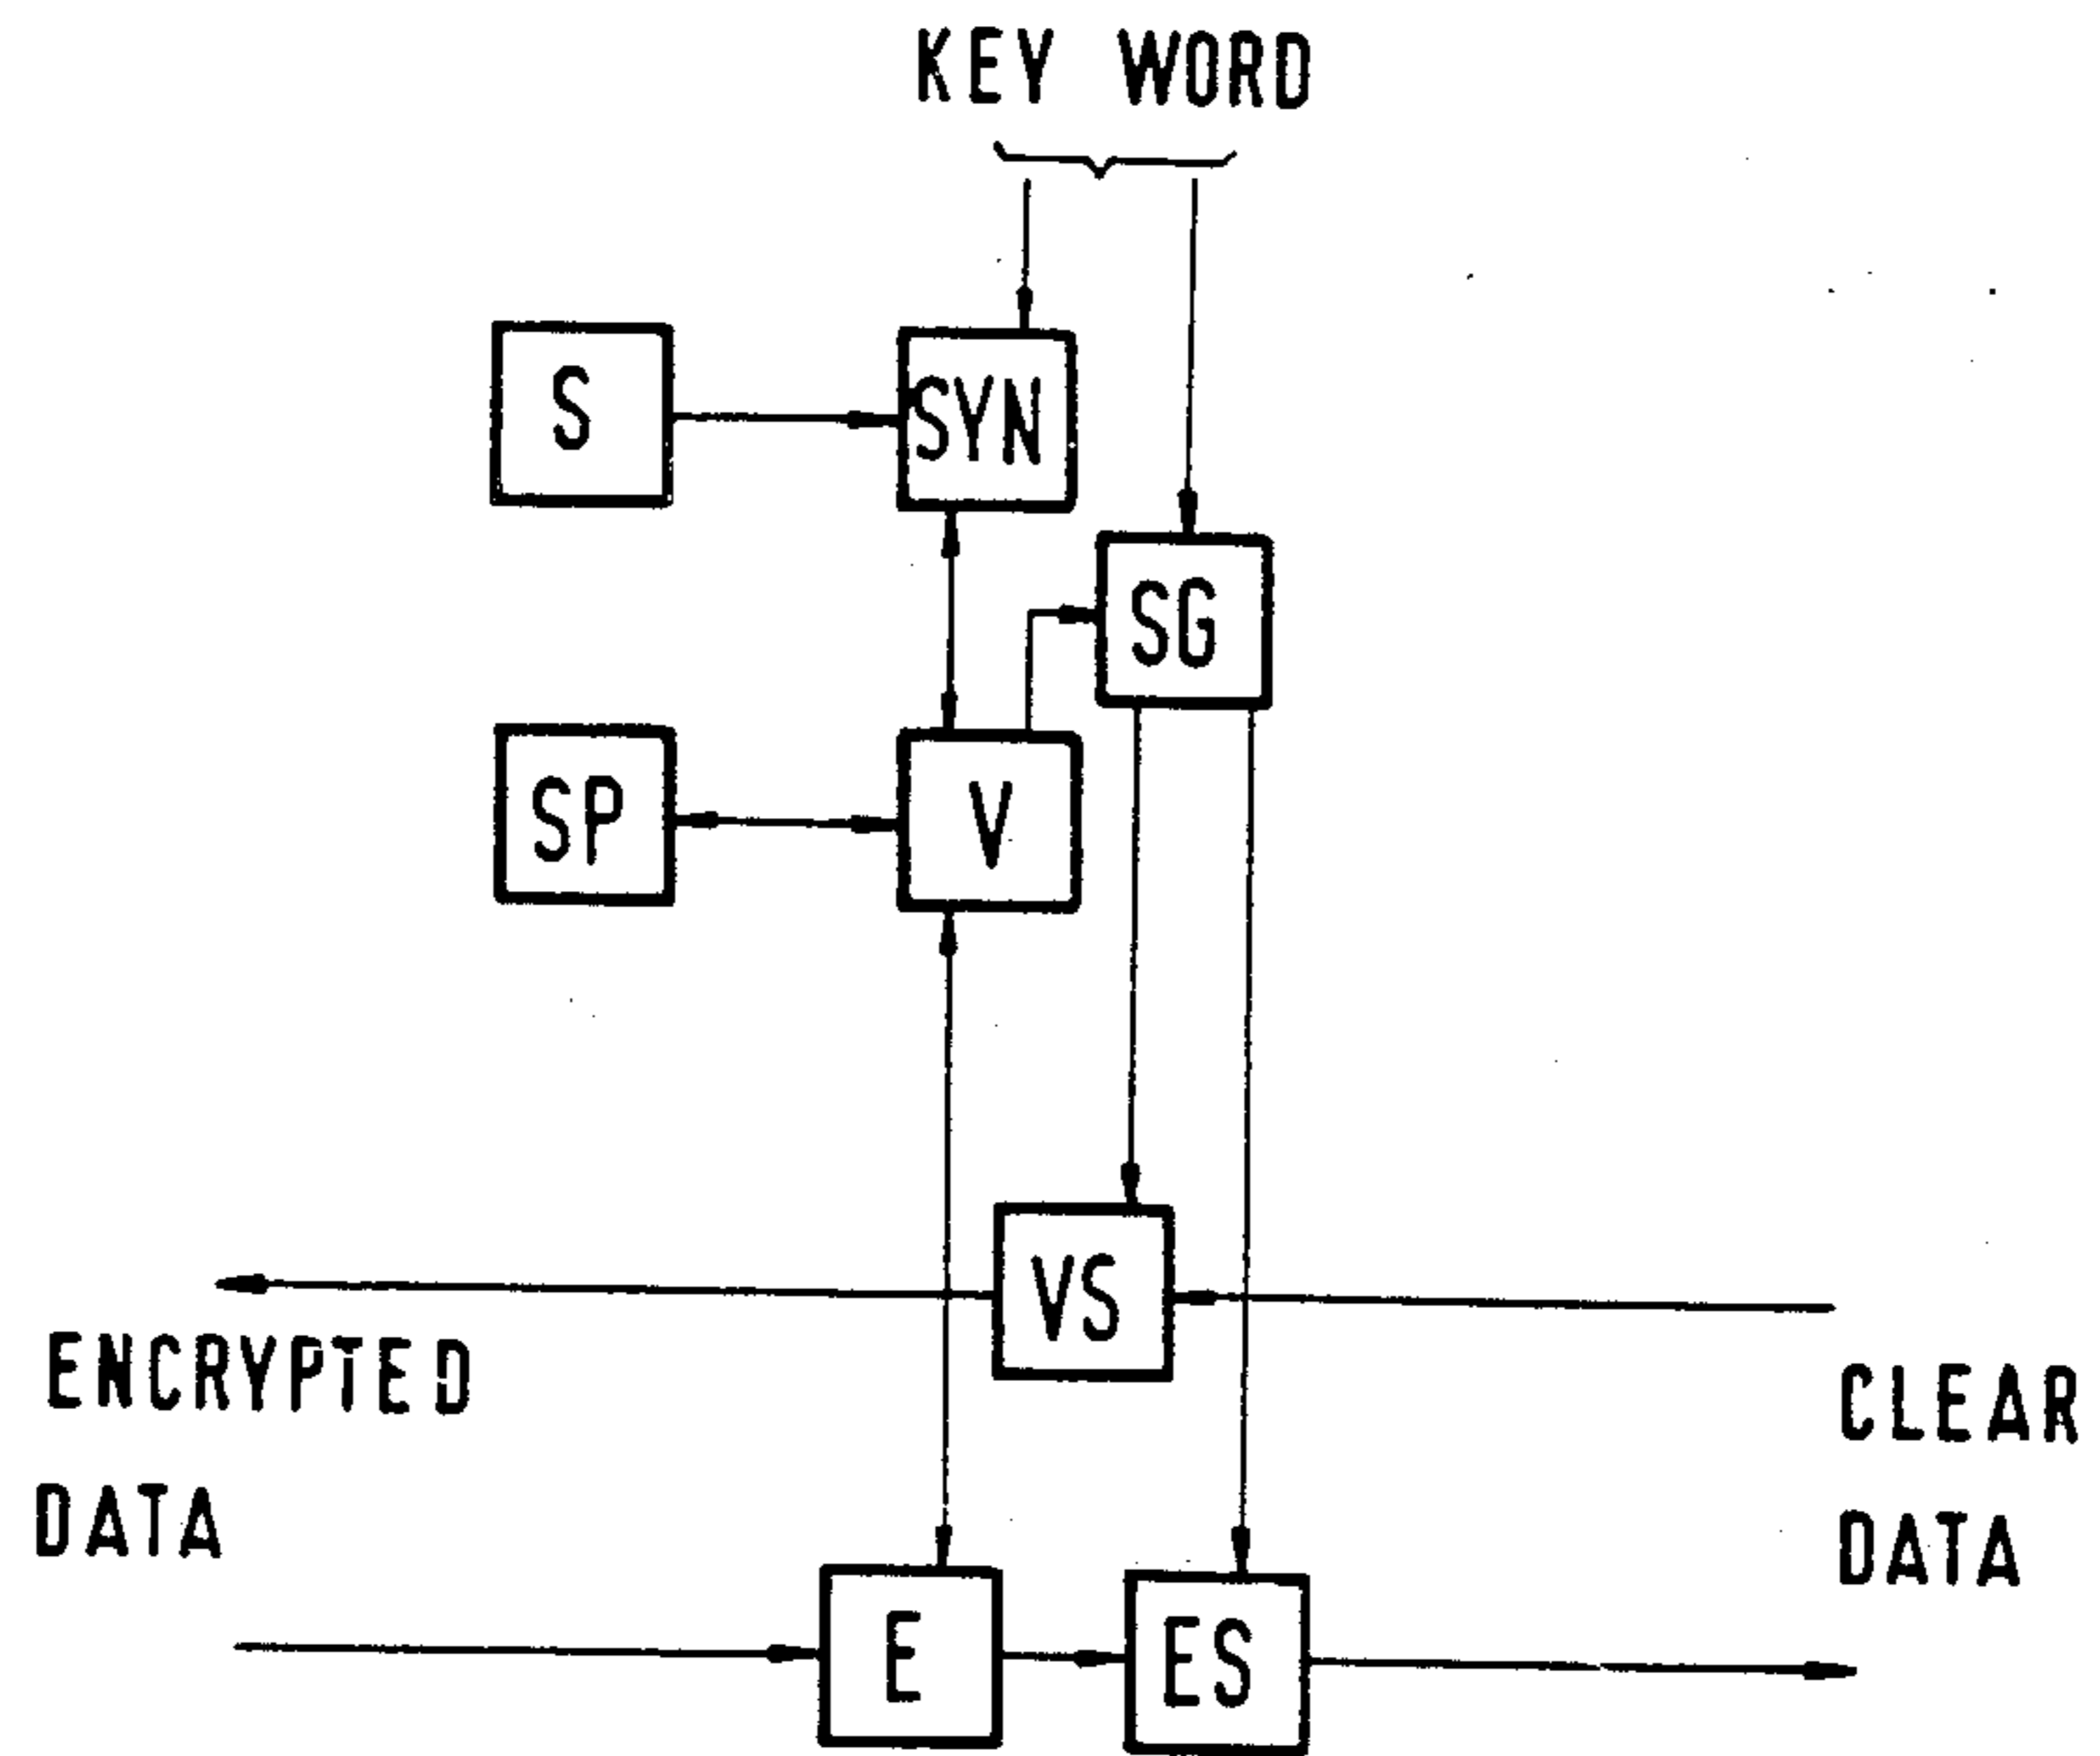 KEY WORD
S
SYN
SG
SP
V
VS
ENCRYPTED
DATA
CLEAR
DATA
E
ES